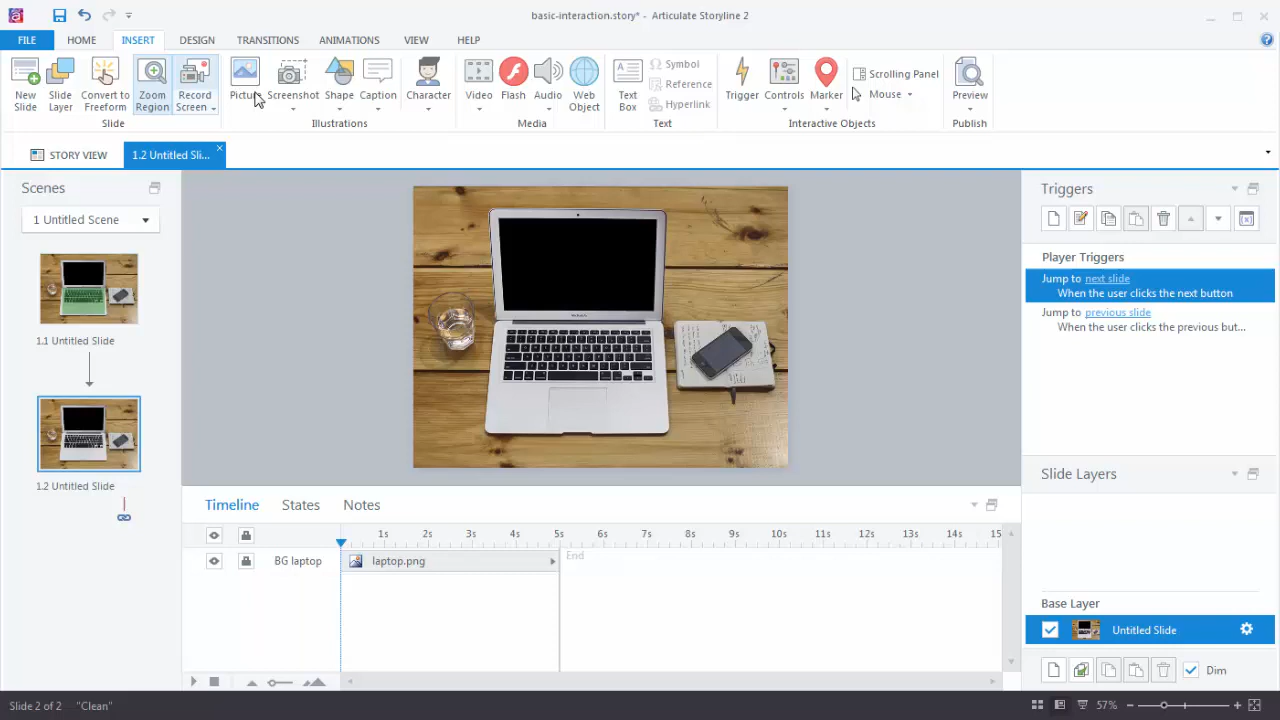 basic-interaction.story* - Articulate Storyline 2
FILE HOME INSERT DESIGN TRANSITIONS ANIMATIONS VIEW HELP
New Slide
Slide Layer
Convert to Freeform
Zoom Region
Record Screen
Slide
Picture
Screenshot
Shape
Caption
Character
Illustrations
Video
Flash
Audio
Web Object
Media
Text Box
Symbol
Reference
Hyperlink
Text
Trigger
Controls
Marker
Scrolling Panel
Mouse
Interactive Objects
Preview
Publish
STORY VIEW
1.2 Untitled Sli...
Scenes
1 Untitled Scene
1.1 Untitled Slide
1.2 Untitled Slide
Timeline States Notes
1s 2s 3s 4s 5s 6s 7s 8s 9s 10s 11s 12s 13s 14s 15
End
BG laptop
laptop.png
Triggers
Player Triggers
Jump to next slide
When the user clicks the next button
Jump to previous slide
When the user clicks the previous but...
Slide Layers
Base Layer
Untitled Slide
Dim
Slide 2 of 2 "Clean"
57%